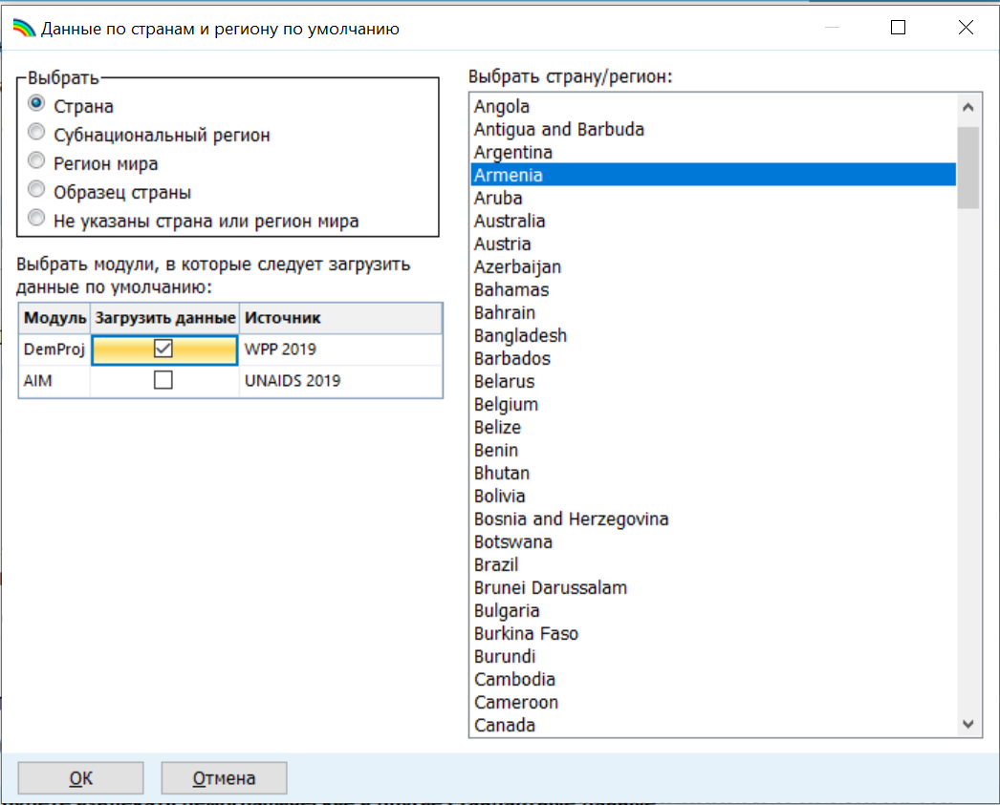 Данные по странам и региону по умолчанию
Выбрать
Страна
Субнациональный регион
Регион мира
Образец страны
Не указаны страна или регион мира
Выбрать модули, в которые следует загрузить
данные по умолчанию:
Модуль Загрузить данные Источник
DemProj WPP 2019
AIM UNAIDS 2019
Выбрать страну/регион:
Angola
Antigua and Barbuda
Argentina
Armenia
Aruba
Australia
Austria
Azerbaijan
Bahamas
Bahrain
Bangladesh
Barbados
Belarus
Belgium
Belize
Benin
Bhutan
Bolivia
Bosnia and Herzegovina
Botswana
Brazil
Brunei Darussalam
Bulgaria
Burkina Faso
Burundi
Cambodia
Cameroon
Canada
OK
Отмена